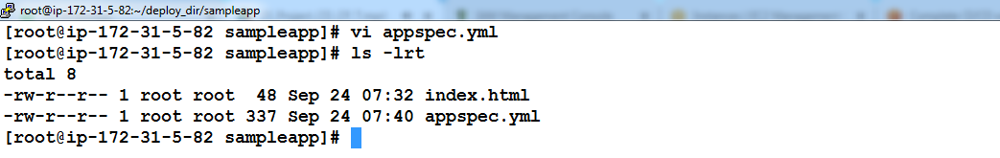 root@ip-172-31-5-82:~/deploy_dir/sampleapp
[root@ip-172-31-5-82 sampleapp]# vi appspec.yml
[root@ip-172-31-5-82 sampleapp]# ls -lrt
total 8
-rw-r--r-- 1 root root  48 Sep 24 07:32 index.html
-rw-r--r-- 1 root root 337 Sep 24 07:40 appspec.yml
[root@ip-172-31-5-82 sampleapp]#